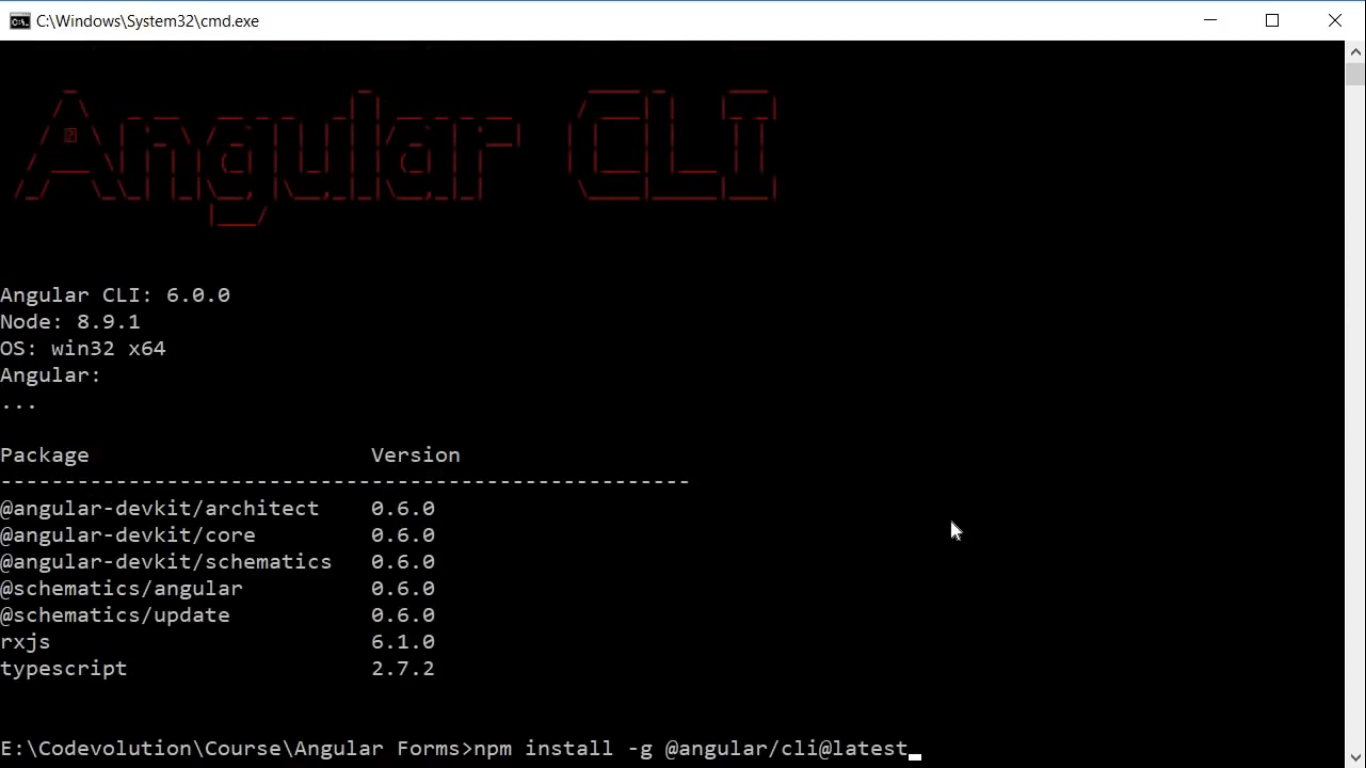 C:\Windows\System32\cmd.exe
Angular CLI
Angular CLI: 6.0.0
Node: 8.9.1
OS: win32 x64
Angular:
...
Package Version
------------------------------------------------------
@angular-devkit/architect 0.6.0
@angular-devkit/core 0.6.0
@angular-devkit/schematics 0.6.0
@schematics/angular 0.6.0
@schematics/update 0.6.0
rxjs 6.1.0
typescript 2.7.2
E:\Codevolution\Course\Angular Forms>npm install -g @angular/cli@latest